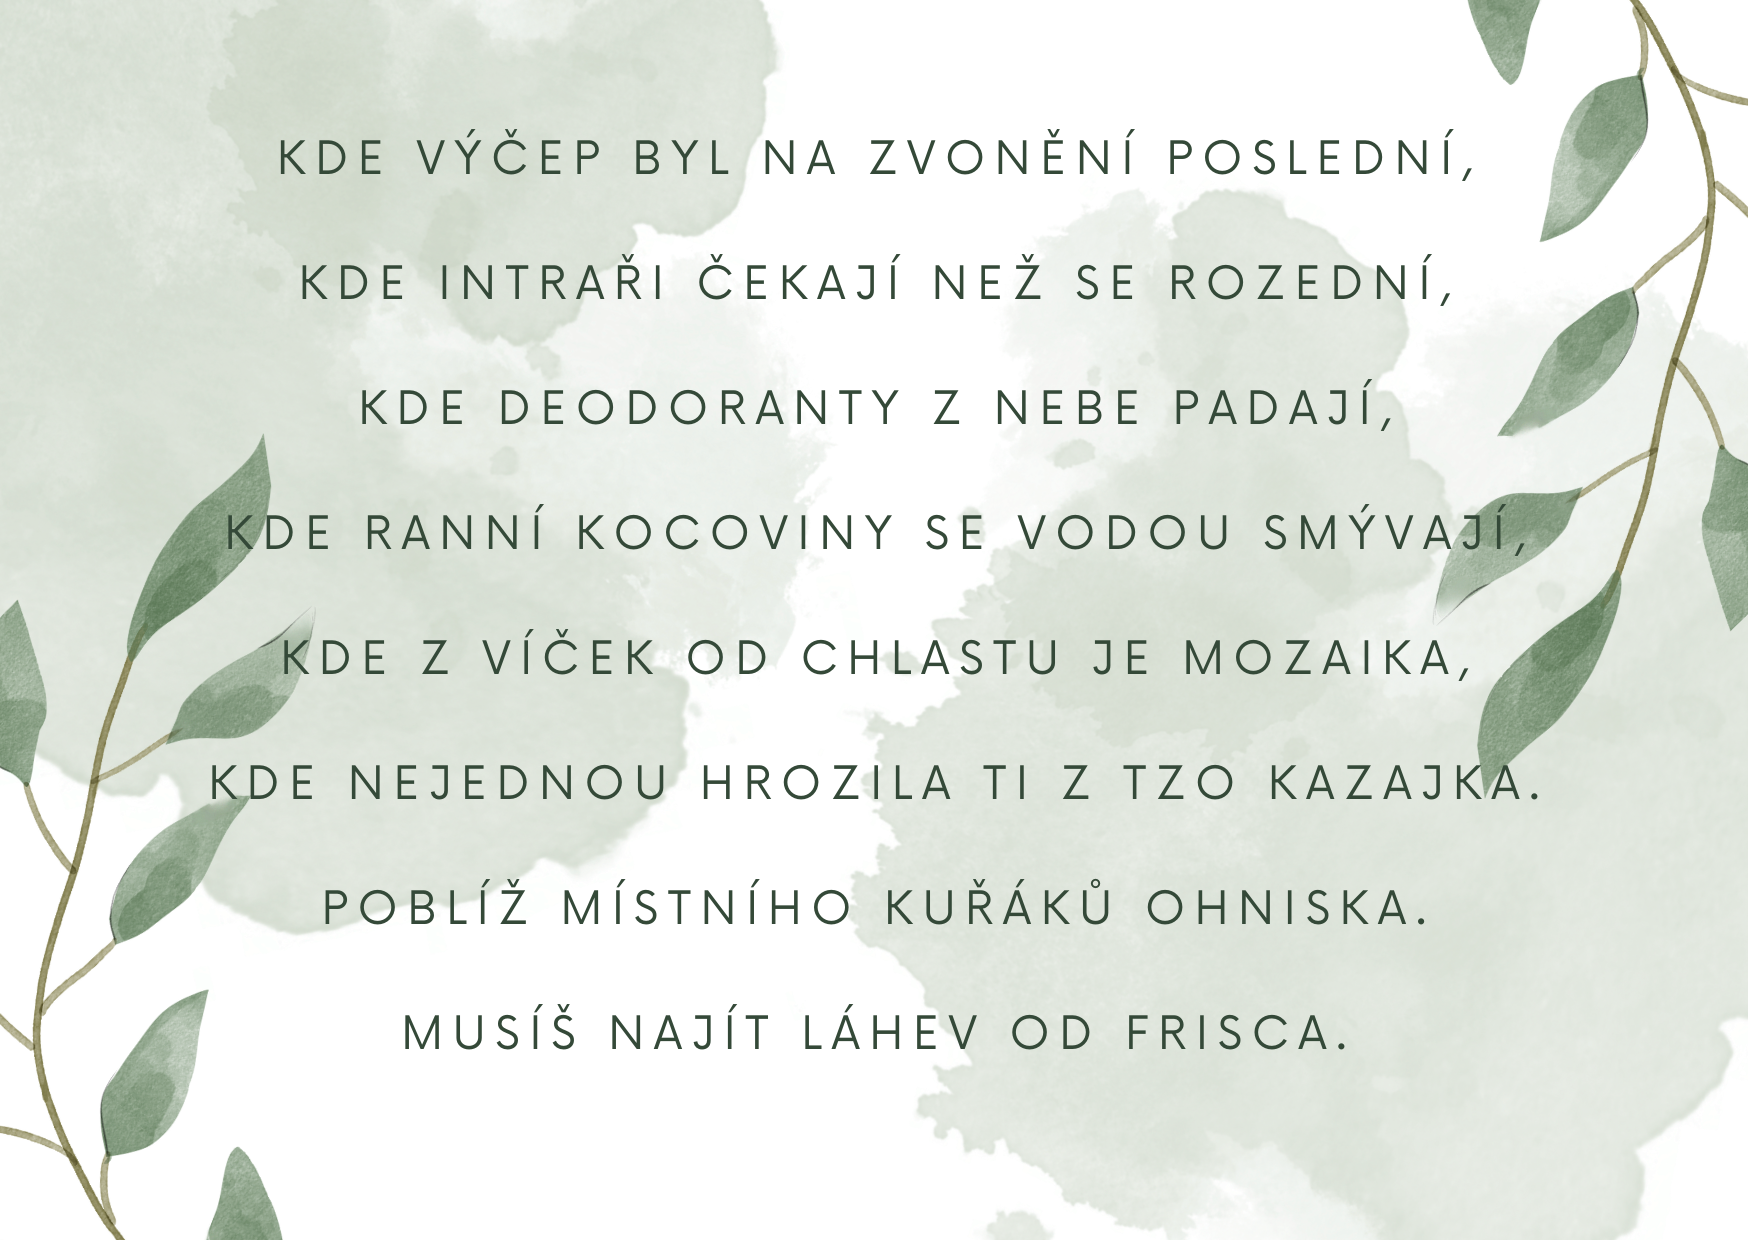 KDE VÝČEP BYL NA ZVONĚNÍ POSLEDNÍ,
KDE INTRAŘI ČEKAJÍ NEŽ SE ROZEDNÍ,
KDE DEODORANTY Z NEBE PADAJÍ,
KDE RANNÍ KOCOVINY SE VODOU SMÝVAJÍ,
KDE Z VÍČEK OD CHLASTU JE MOZAIKA,
KDE NEJEDNOU HROZILA TI Z TZO KAZAJKA.
POBLÍŽ MÍSTNÍHO KUŘÁKŮ OHNISKA.
MUSÍŠ NAJÍT LÁHEV OD FRISCA.